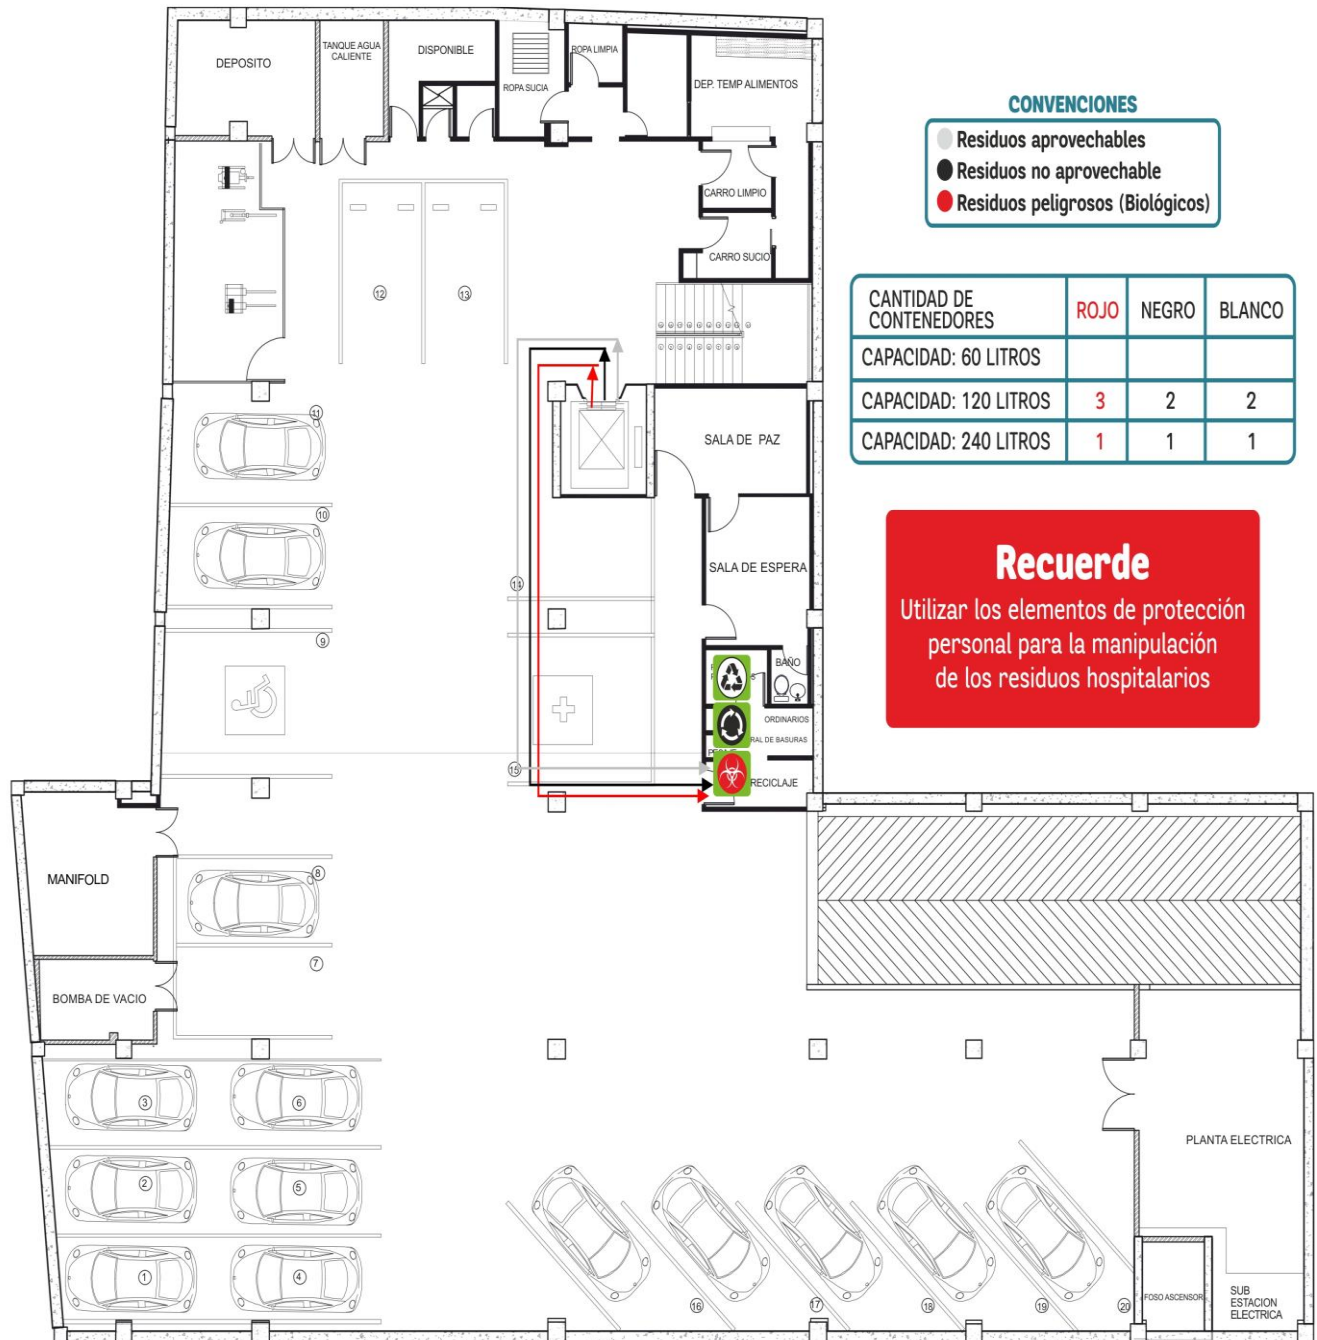 DEPOSITO
TANQUE AGUA
CALIENTE
DISPONIBLE
ROPA SUCIA
ROPA LIMPIA
DEP. TEMP ALIMENTOS
CARRO LIMPIO
CARRO SUCIO
CONVENCIONES
Residuos aprovechables
Residuos no aprovechable
Residuos peligrosos (Biológicos)
CANTIDAD DE
CONTENEDORES
ROJO
NEGRO
BLANCO
CAPACIDAD: 60 LITROS
CAPACIDAD: 120 LITROS
3
2
2
CAPACIDAD: 240 LITROS
1
1
1
12
13
11
SALA DE PAZ
10
Recuerde
Utilizar los elementos de protección
personal para la manipulación
de los residuos hospitalarios
SALA DE ESPERA
14
9
BAÑO
ORDINARIOS
RAL DE BASURAS
15
RECICLAJE
MANIFOLD
8
7
BOMBA DE VACIO
3
6
2
5
1
4
PLANTA ELECTRICA
16
17
18
19
20
FOSO ASCENSOR
SUB
ESTACION
ELECTRICA